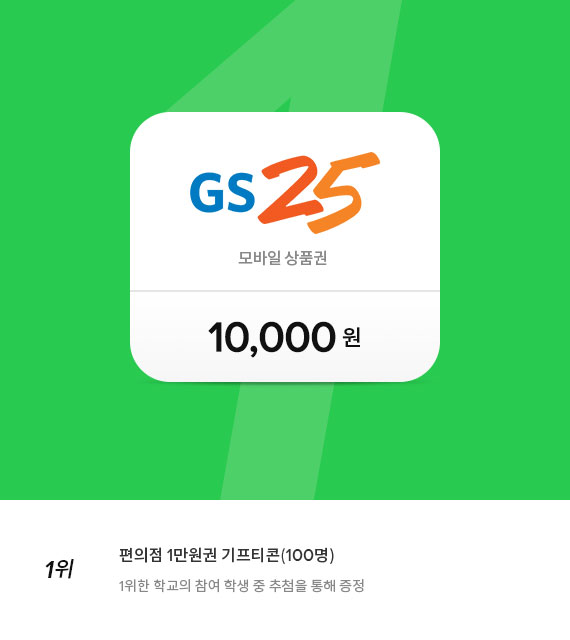 1
GS25
모바일 상품권
10,000 원
1위
편의점 1만원권 기프티콘(100명)
1위한 학교의 참여 학생 중 추첨을 통해 증정